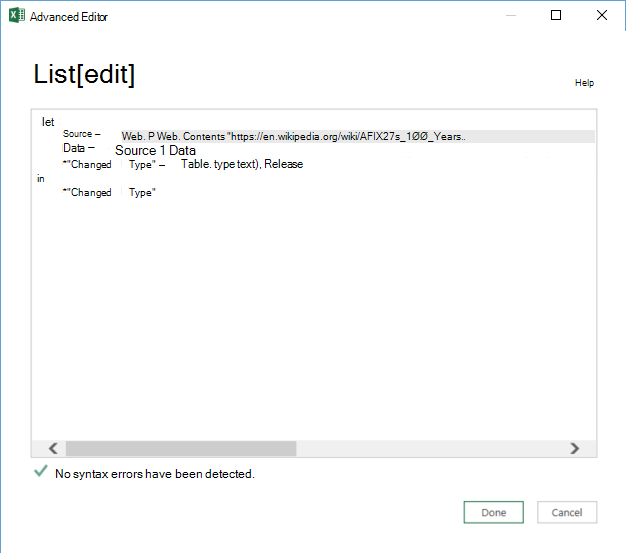 Advanced Editor
List[edit]
Help
let
Source – Web. P Web. Contents "https://en.wikipedia.org/wiki/AFIX27s_1ØØ_Years..
Data – Source 1 Data
*"Changed Type" – Table. type text), Release
in
*"Changed Type"
No syntax errors have been detected.
Done Cancel